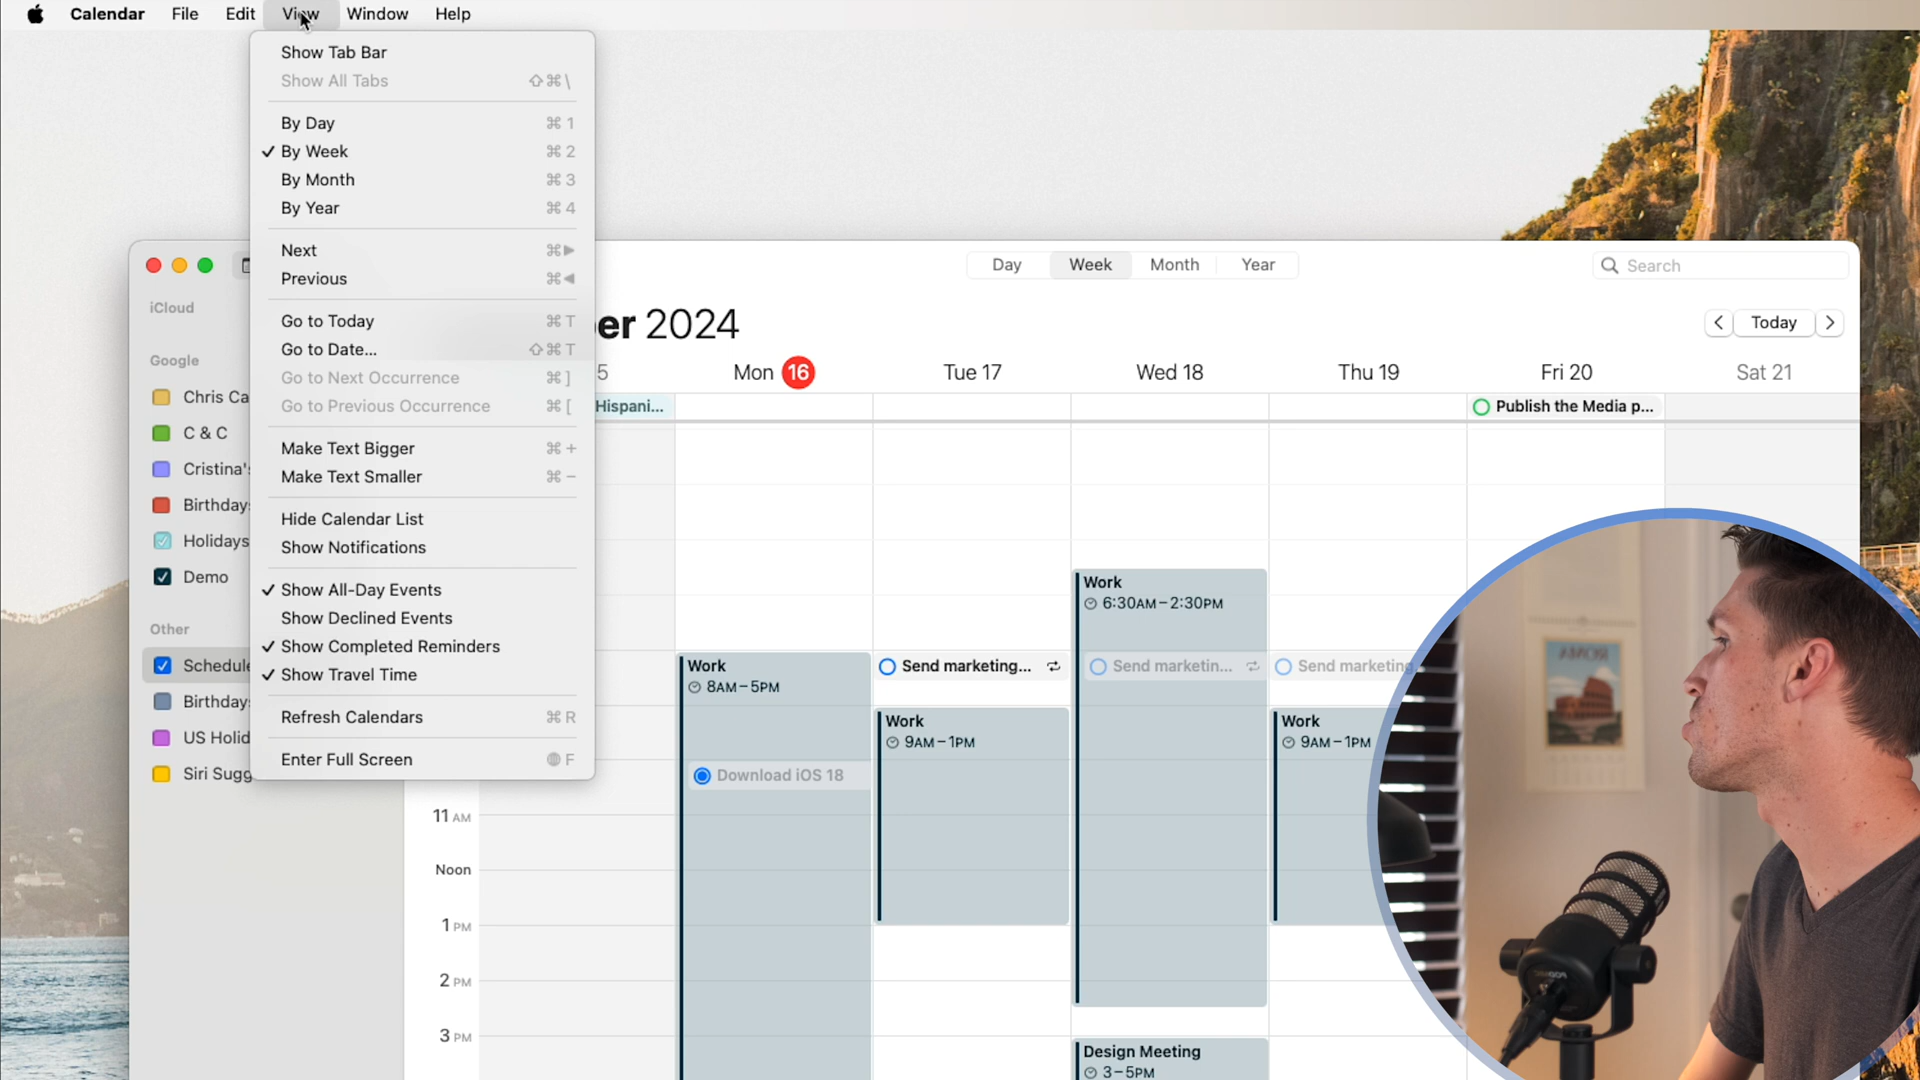 Calendar File Edit View Window Help
Show Tab Bar
Show All Tabs ⇧⌘\
By Day ⌘1
✓ By Week ⌘2
By Month ⌘3
By Year ⌘4
Next ⌘▶
Previous ⌘◀
Go to Today ⌘T
Go to Date... ⇧⌘T
Go to Next Occurrence ⌘]
Go to Previous Occurrence ⌘[
Make Text Bigger ⌘+
Make Text Smaller ⌘−
Hide Calendar List
Show Notifications
✓ Show All-Day Events
Show Declined Events
✓ Show Completed Reminders
✓ Show Travel Time
Refresh Calendars ⌘R
Enter Full Screen F
iCloud
Google
Chris Ca
C & C
Cristina's
Birthday
Holidays
Demo
Other
Schedule
Birthday
US Holid
Siri Sugg
Day Week Month Year
Search
er 2024
Today
5 Mon 16 Tue 17 Wed 18 Thu 19 Fri 20 Sat 21
Hispani... Publish the Media p...
11 AM
Noon
1 PM
2 PM
3 PM
Work
8AM–5PM
Download iOS 18
Send marketing...
Work
9AM–1PM
Work
6:30AM–2:30PM
Send marketin...
Design Meeting
3–5PM
Send marketing
Work
9AM–1PM
ROMA
PODMIC